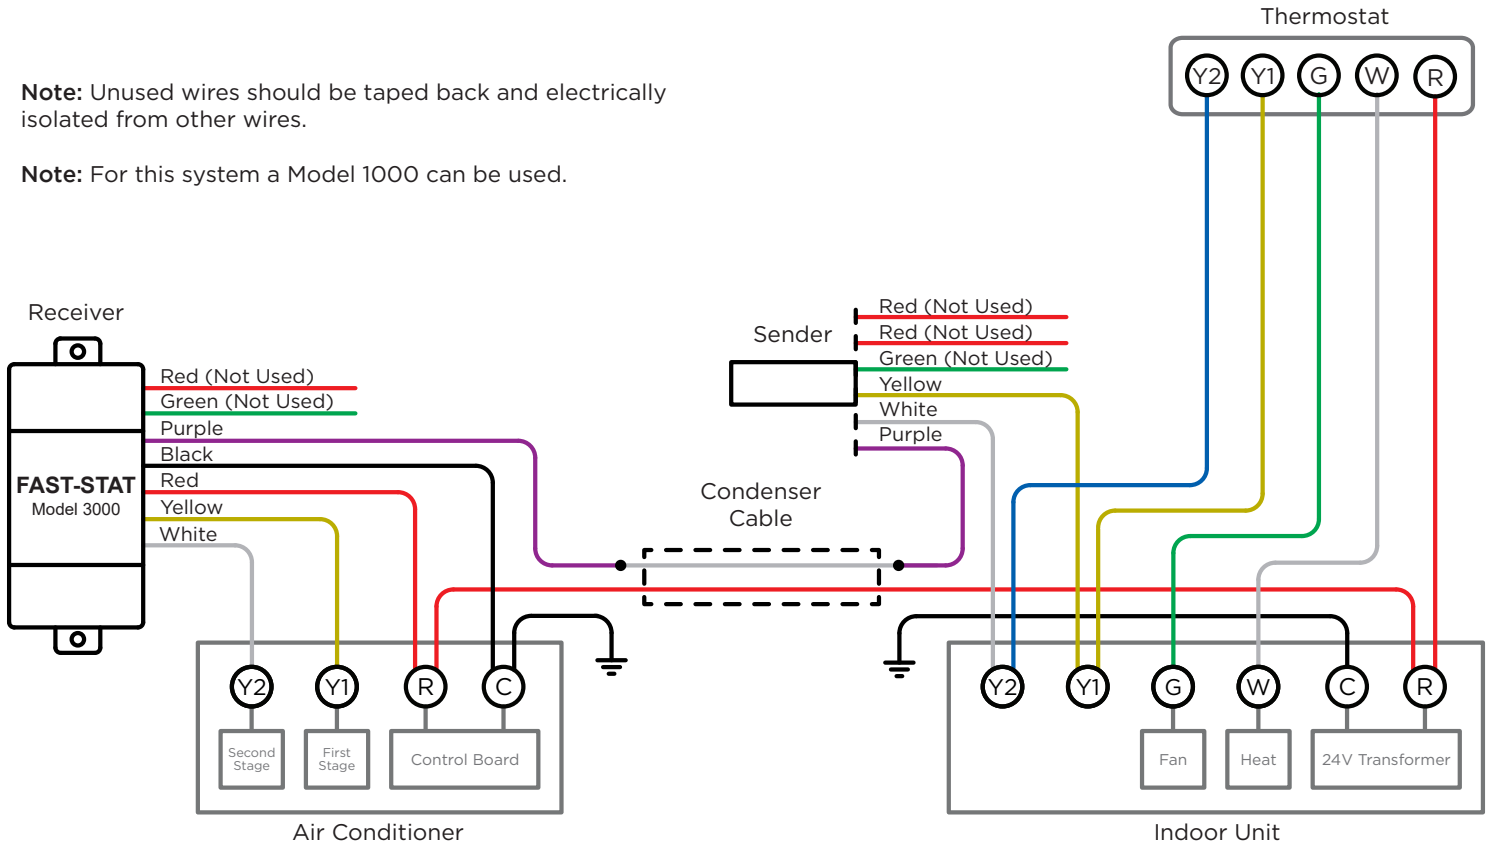 Thermostat
Y2 Y1 G W R
Note: Unused wires should be taped back and electrically
isolated from other wires.
Note: For this system a Model 1000 can be used.
Receiver
Red (Not Used)
Green (Not Used)
Purple
Black
Red
Yellow
White
FAST-STAT
Model 3000
Sender
Red (Not Used)
Red (Not Used)
Green (Not Used)
Yellow
White
Purple
Condenser
Cable
Y2 Y1 R C
Second
Stage
First
Stage
Control Board
Air Conditioner
Y2 Y1 G W C R
Fan
Heat
24V Transformer
Indoor Unit